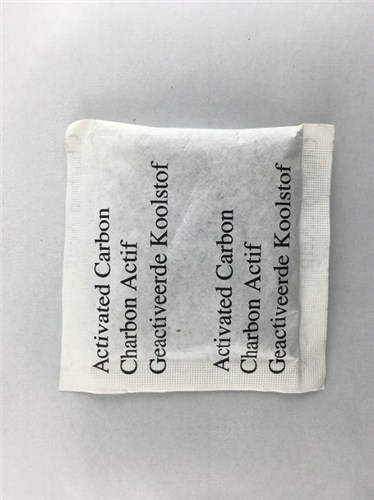 Activated Carbon
Charbon Actif
Geactiveerde Koolstof
Activated Carbon
Charbon Actif
Geactiveerde Koolstof